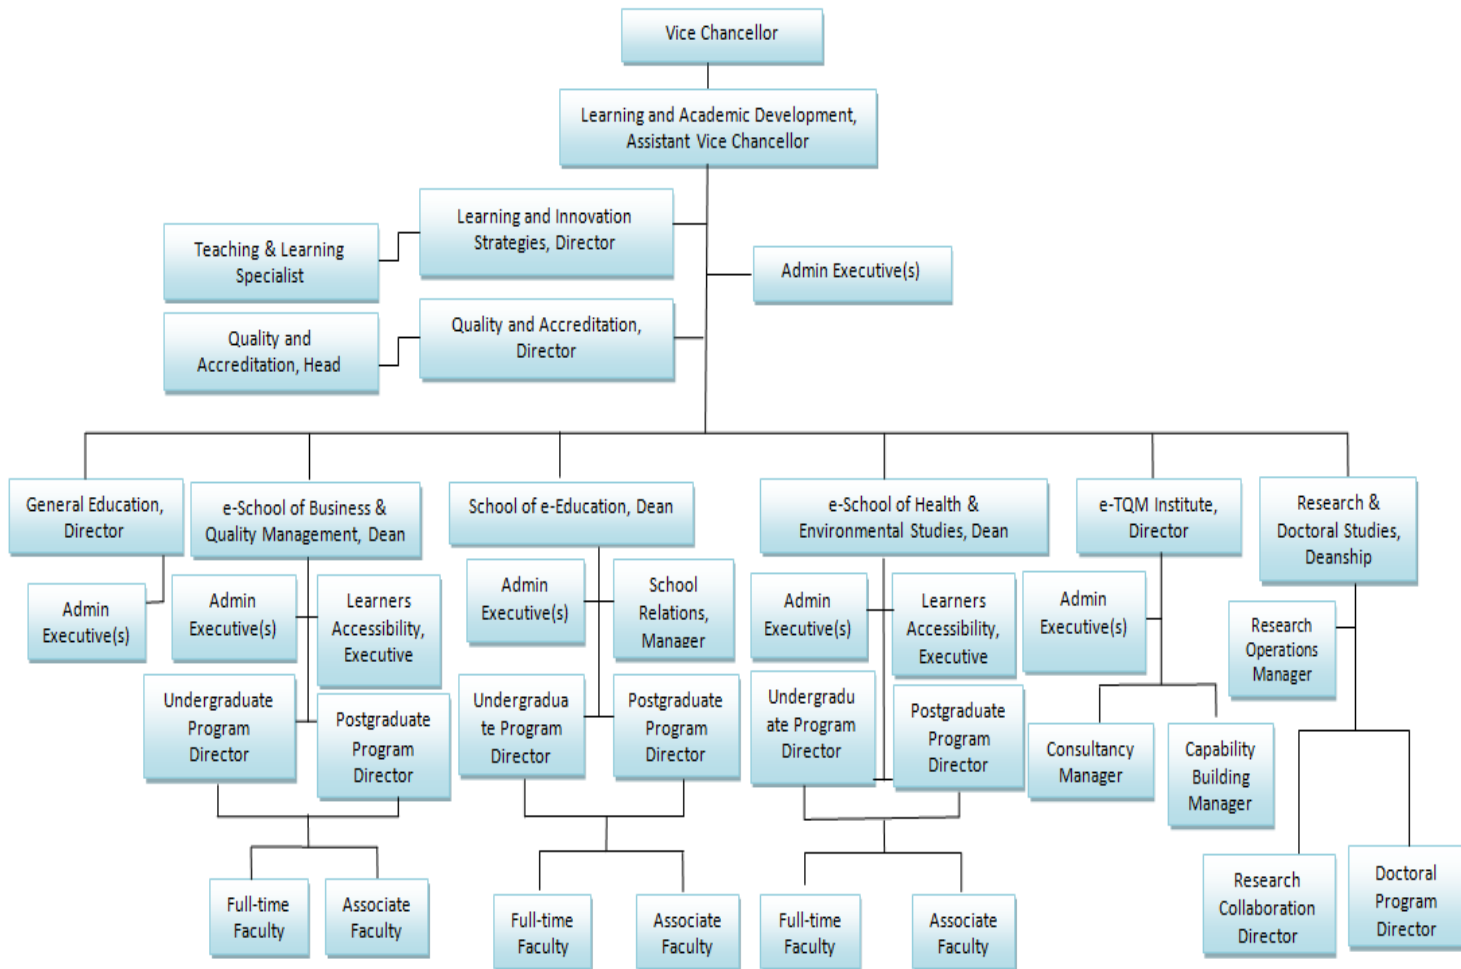 Vice Chancellor
Learning and Academic Development,
Assistant Vice Chancellor
Learning and Innovation
Strategies, Director
Teaching & Learning
Specialist
Admin Executive(s)
Quality and Accreditation,
Director
Quality and
Accreditation, Head
General Education,
Director
e-School of Business &
Quality Management, Dean
School of e-Education, Dean
e-School of Health &
Environmental Studies, Dean
e-TQM Institute,
Director
Research &
Doctoral Studies,
Deanship
Admin
Executive(s)
Admin
Executive(s)
Learners
Accessibility,
Executive
Admin
Executive(s)
School
Relations,
Manager
Admin
Executive(s)
Learners
Accessibility,
Executive
Admin
Executive(s)
Research
Operations
Manager
Undergraduate
Program
Director
Postgraduate
Program
Director
Undergradua
te Program
Director
Postgraduate
Program
Director
Undergradu
ate Program
Director
Postgraduate
Program
Director
Consultancy
Manager
Capability
Building
Manager
Full-time
Faculty
Associate
Faculty
Full-time
Faculty
Associate
Faculty
Full-time
Faculty
Associate
Faculty
Research
Collaboration
Director
Doctoral
Program
Director